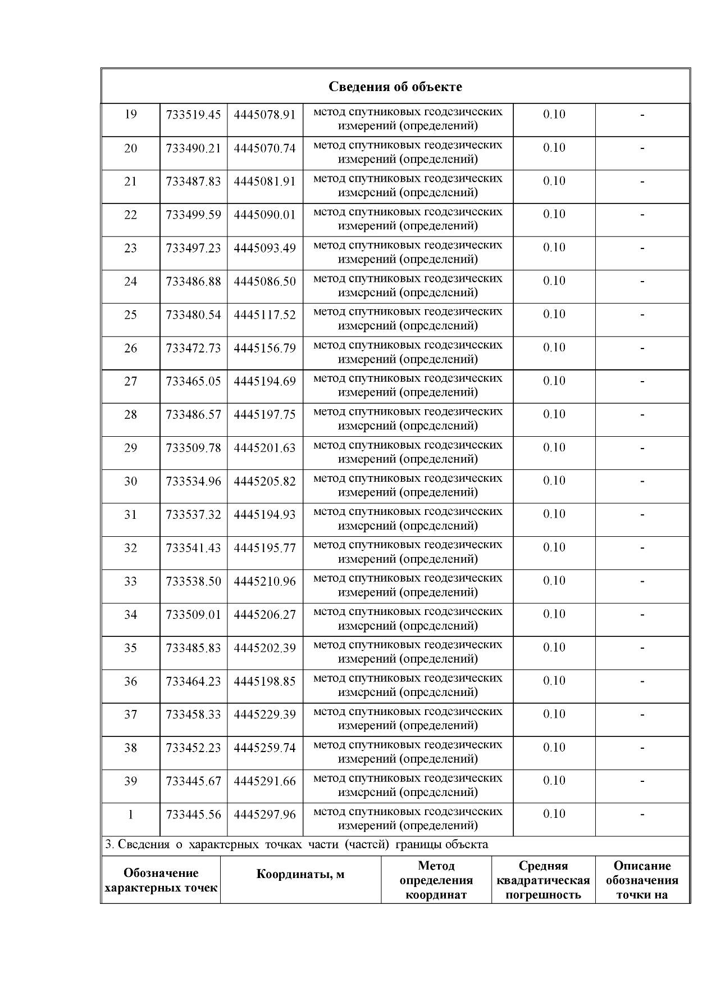 Сведения об объекте
19 733519.45 4445078.91 метод спутниковых геодезических измерений (определений) 0.10 -
20 733490.21 4445070.74 метод спутниковых геодезических измерений (определений) 0.10 -
21 733487.83 4445081.91 метод спутниковых геодезических измерений (определений) 0.10 -
22 733499.59 4445090.01 метод спутниковых геодезических измерений (определений) 0.10 -
23 733497.23 4445093.49 метод спутниковых геодезических измерений (определений) 0.10 -
24 733486.88 4445086.50 метод спутниковых геодезических измерений (определений) 0.10 -
25 733480.54 4445117.52 метод спутниковых геодезических измерений (определений) 0.10 -
26 733472.73 4445156.79 метод спутниковых геодезических измерений (определений) 0.10 -
27 733465.05 4445194.69 метод спутниковых геодезических измерений (определений) 0.10 -
28 733486.57 4445197.75 метод спутниковых геодезических измерений (определений) 0.10 -
29 733509.78 4445201.63 метод спутниковых геодезических измерений (определений) 0.10 -
30 733534.96 4445205.82 метод спутниковых геодезических измерений (определений) 0.10 -
31 733537.32 4445194.93 метод спутниковых геодезических измерений (определений) 0.10 -
32 733541.43 4445195.77 метод спутниковых геодезических измерений (определений) 0.10 -
33 733538.50 4445210.96 метод спутниковых геодезических измерений (определений) 0.10 -
34 733509.01 4445206.27 метод спутниковых геодезических измерений (определений) 0.10 -
35 733485.83 4445202.39 метод спутниковых геодезических измерений (определений) 0.10 -
36 733464.23 4445198.85 метод спутниковых геодезических измерений (определений) 0.10 -
37 733458.33 4445229.39 метод спутниковых геодезических измерений (определений) 0.10 -
38 733452.23 4445259.74 метод спутниковых геодезических измерений (определений) 0.10 -
39 733445.67 4445291.66 метод спутниковых геодезических измерений (определений) 0.10 -
1 733445.56 4445297.96 метод спутниковых геодезических измерений (определений) 0.10 -
3. Сведения о характерных точках части (частей) границы объекта
Обозначение
характерных точек
Координаты, м
Метод
определения
координат
Средняя
квадратическая
погрешность
Описание
обозначения
точки на